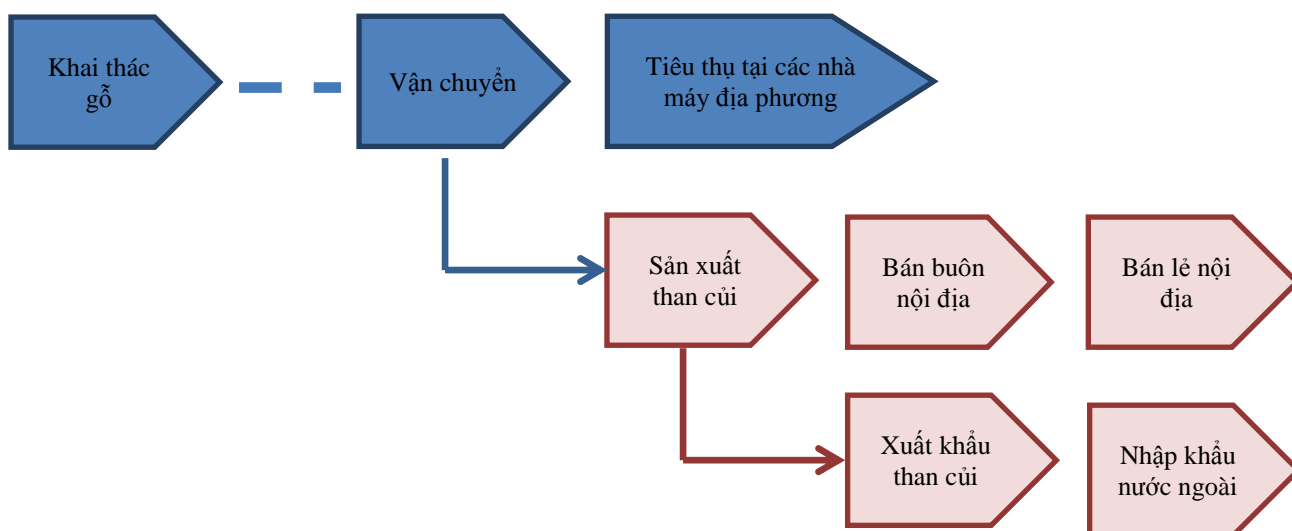 Khai thác
gỗ
Vận chuyển
Tiêu thụ tại các nhà
máy địa phương
Sản xuất
than củi
Bán buôn
nội địa
Bán lẻ nội
địa
Xuất khẩu
than củi
Nhập khẩu
nước ngoài